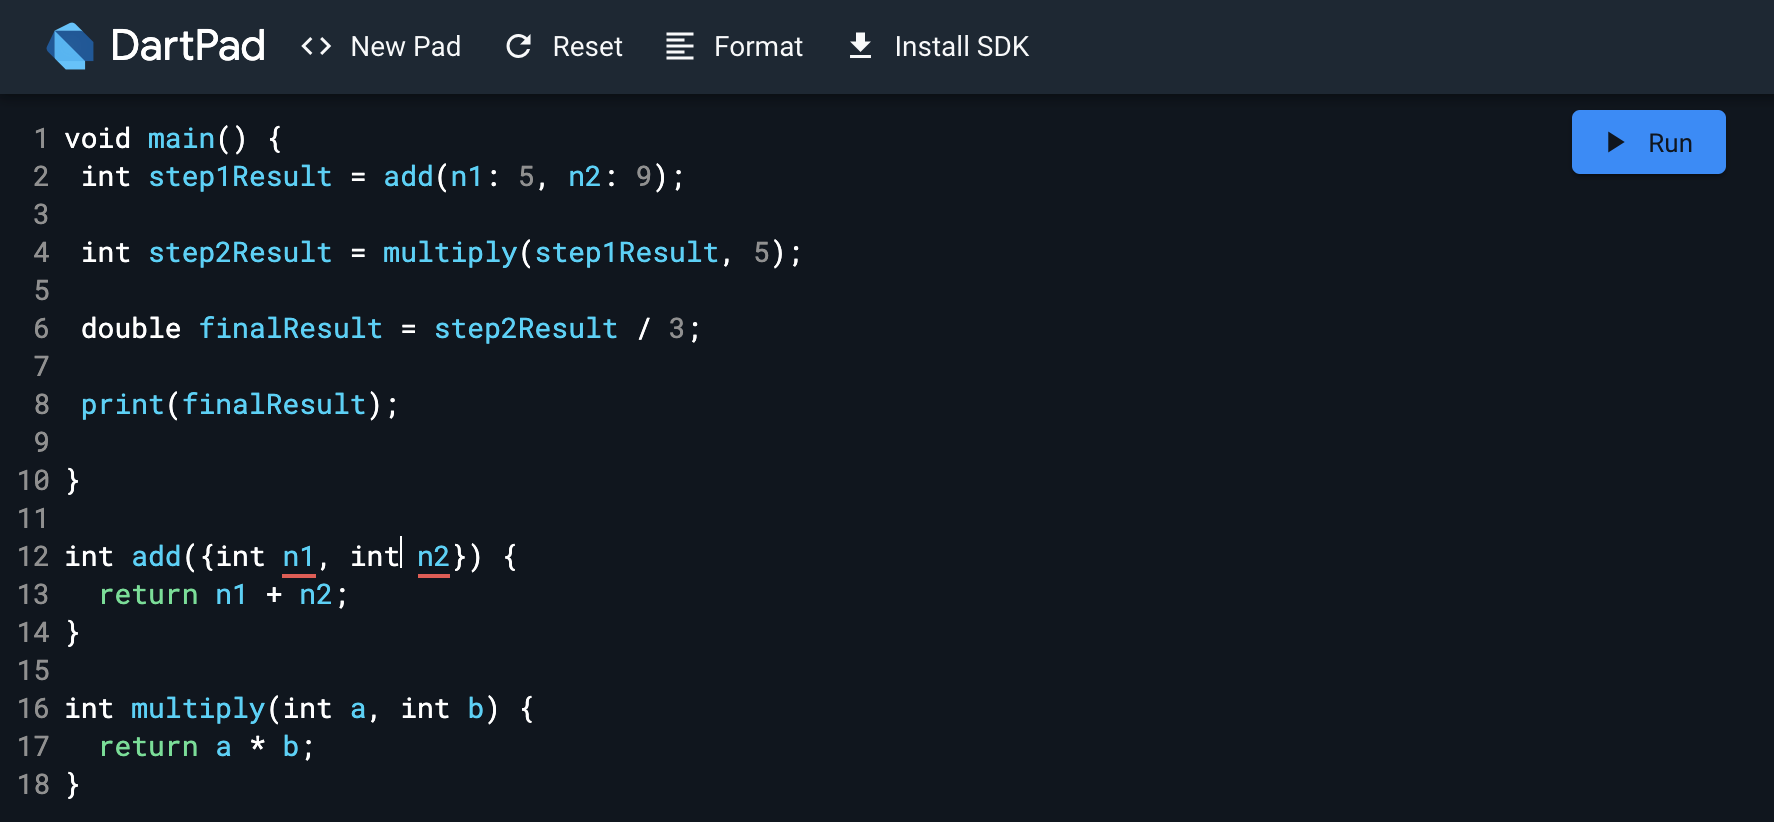 DartPad <> New Pad Reset Format Install SDK
Run
1 void main() {
2  int step1Result = add(n1: 5, n2: 9);
3
4  int step2Result = multiply(step1Result, 5);
5
6  double finalResult = step2Result / 3;
7
8  print(finalResult);
9
10 }
11
12 int add({int n1, int n2}) {
13   return n1 + n2;
14 }
15
16 int multiply(int a, int b) {
17   return a * b;
18 }